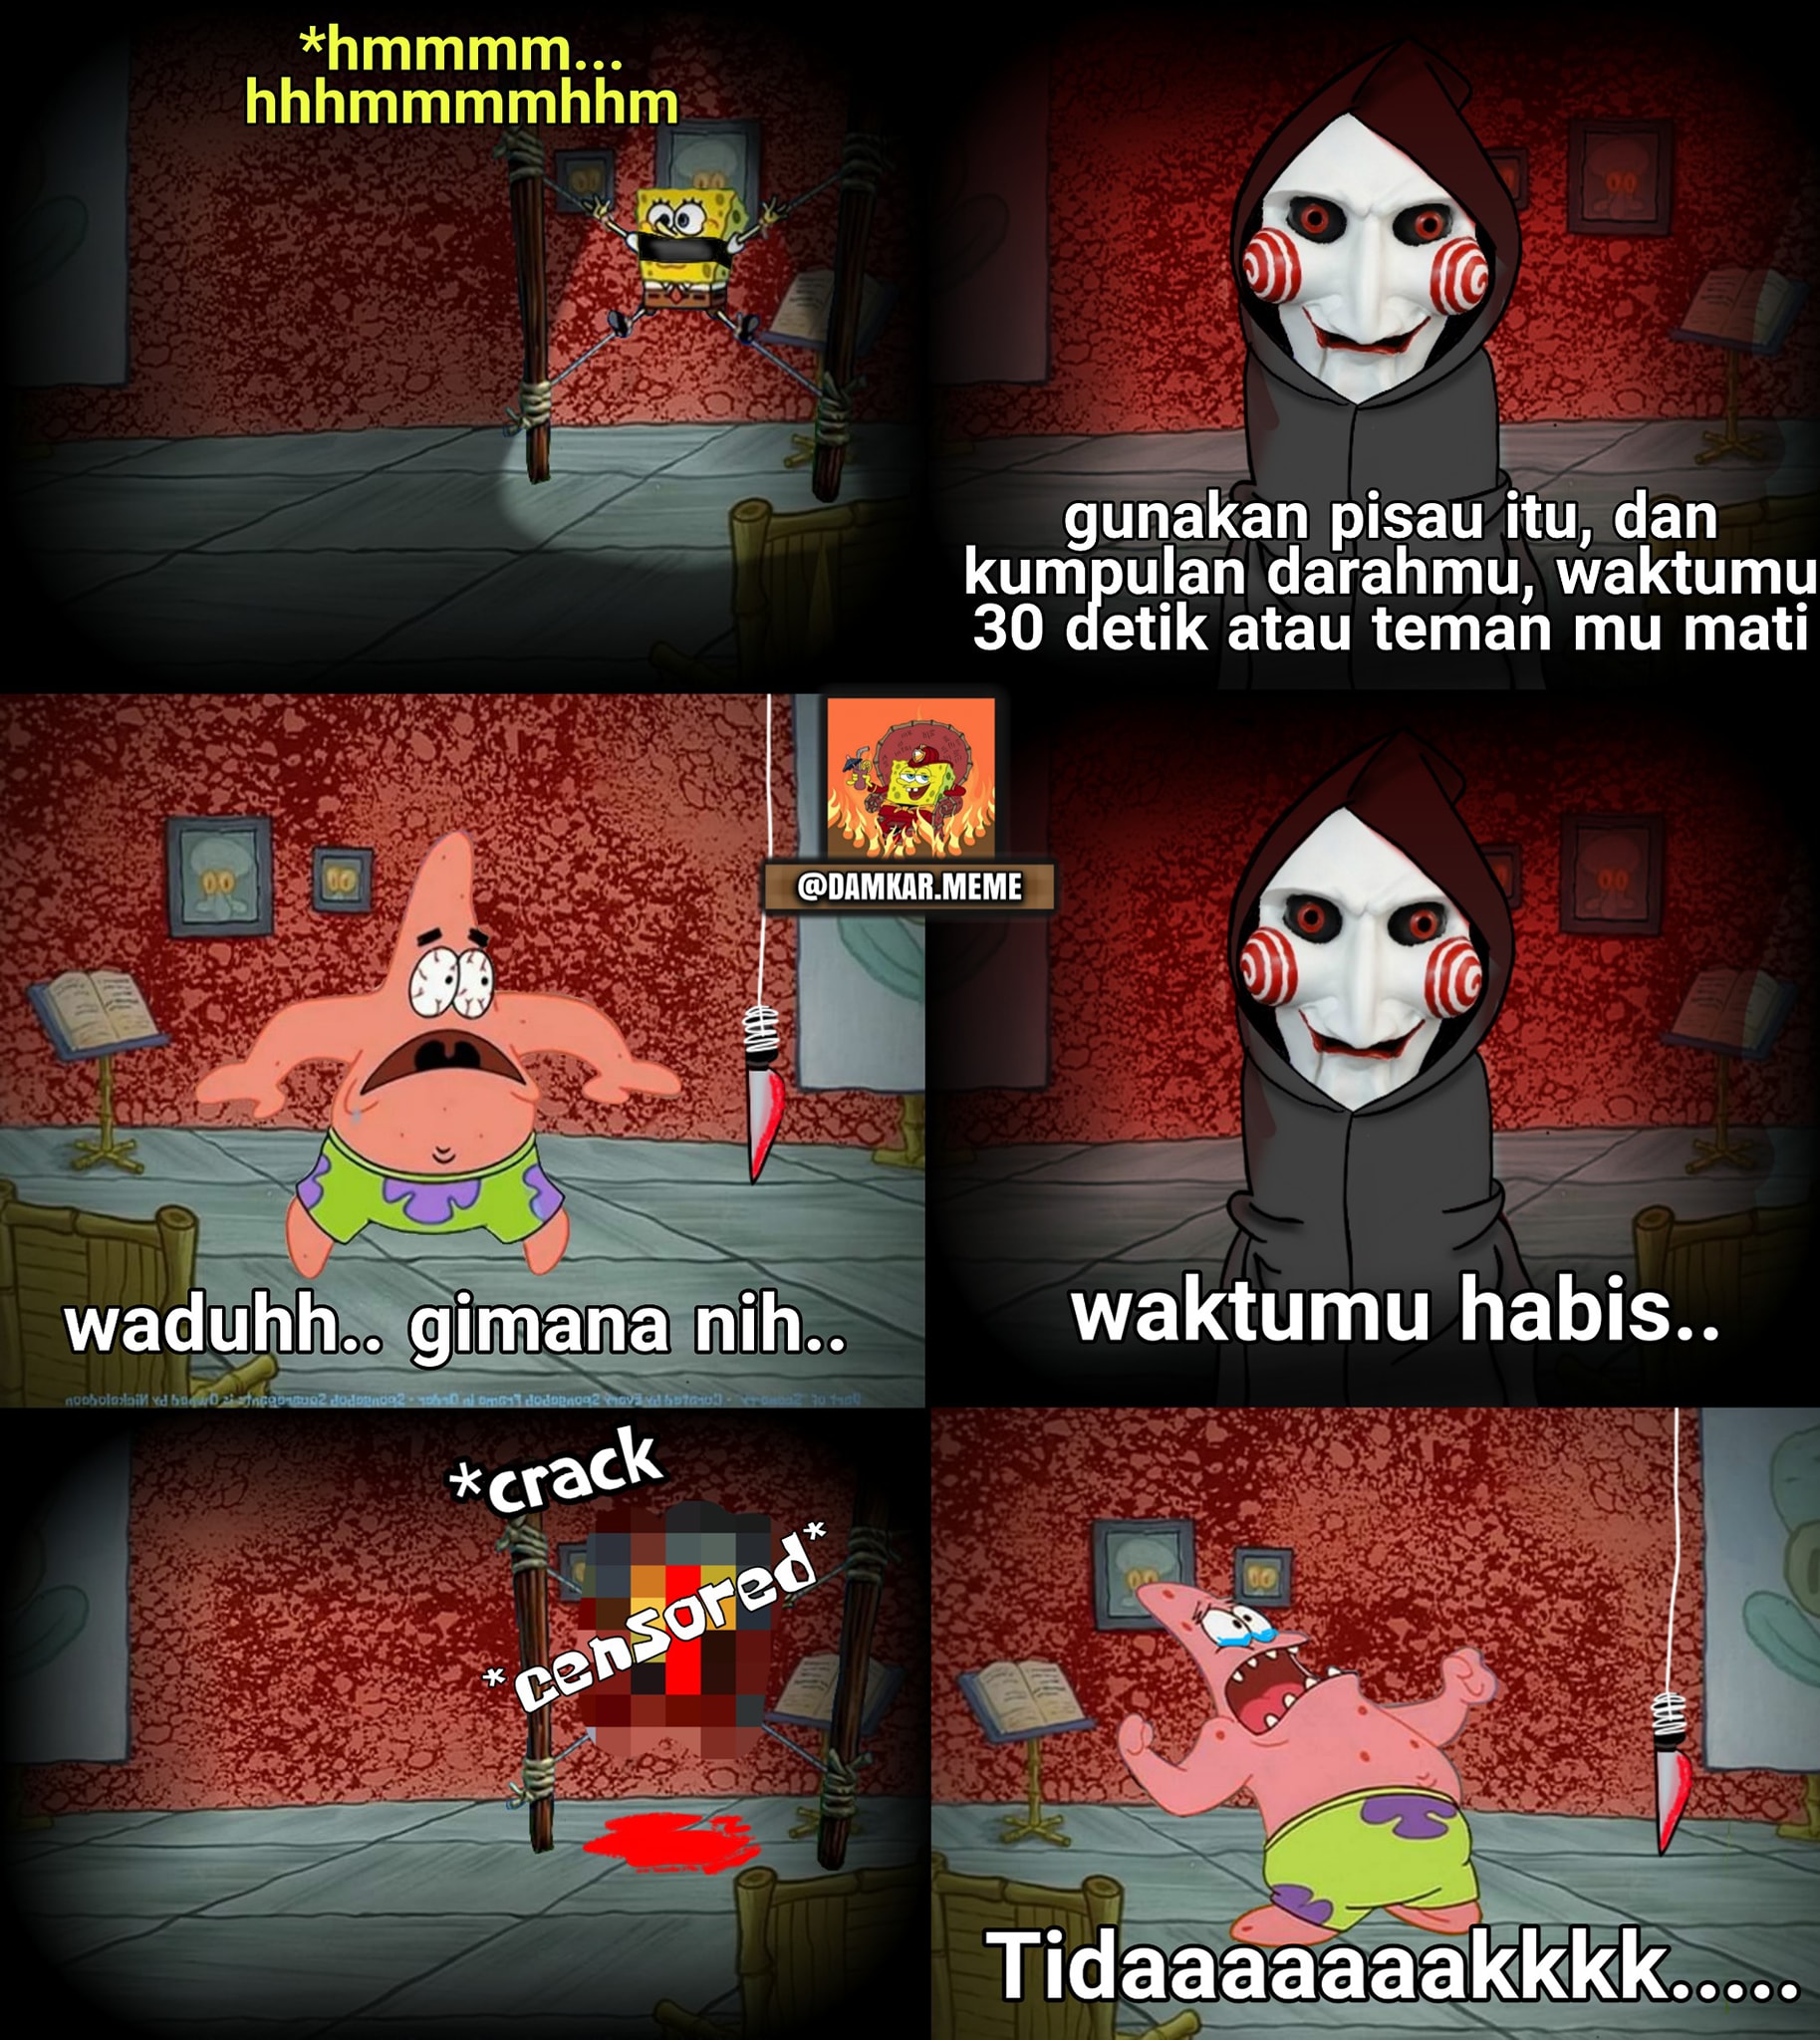 *hmmmm...
hhhmmmmhhm
gunakan pisau itu, dan
kumpulan darahmu, waktumu
30 detik atau teman mu mati
@DAMKAR.MEME
waduhh.. gimana nih..
waktumu habis..
*crack
*censored*
Tidaaaaaaakkkk.....